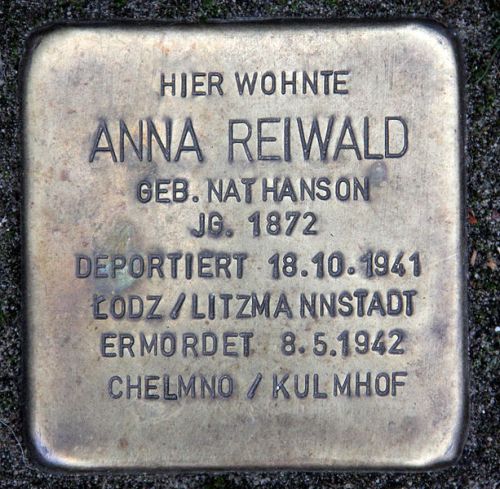 HIER WOHNTE
ANNA REIWALD
GEB. NATHANSON
JG. 1872
DEPORTIERT 18.10.1941
ŁODZ / LITZMANNSTADT
ERMORDET 8.5.1942
CHELMNO / KULMHOF